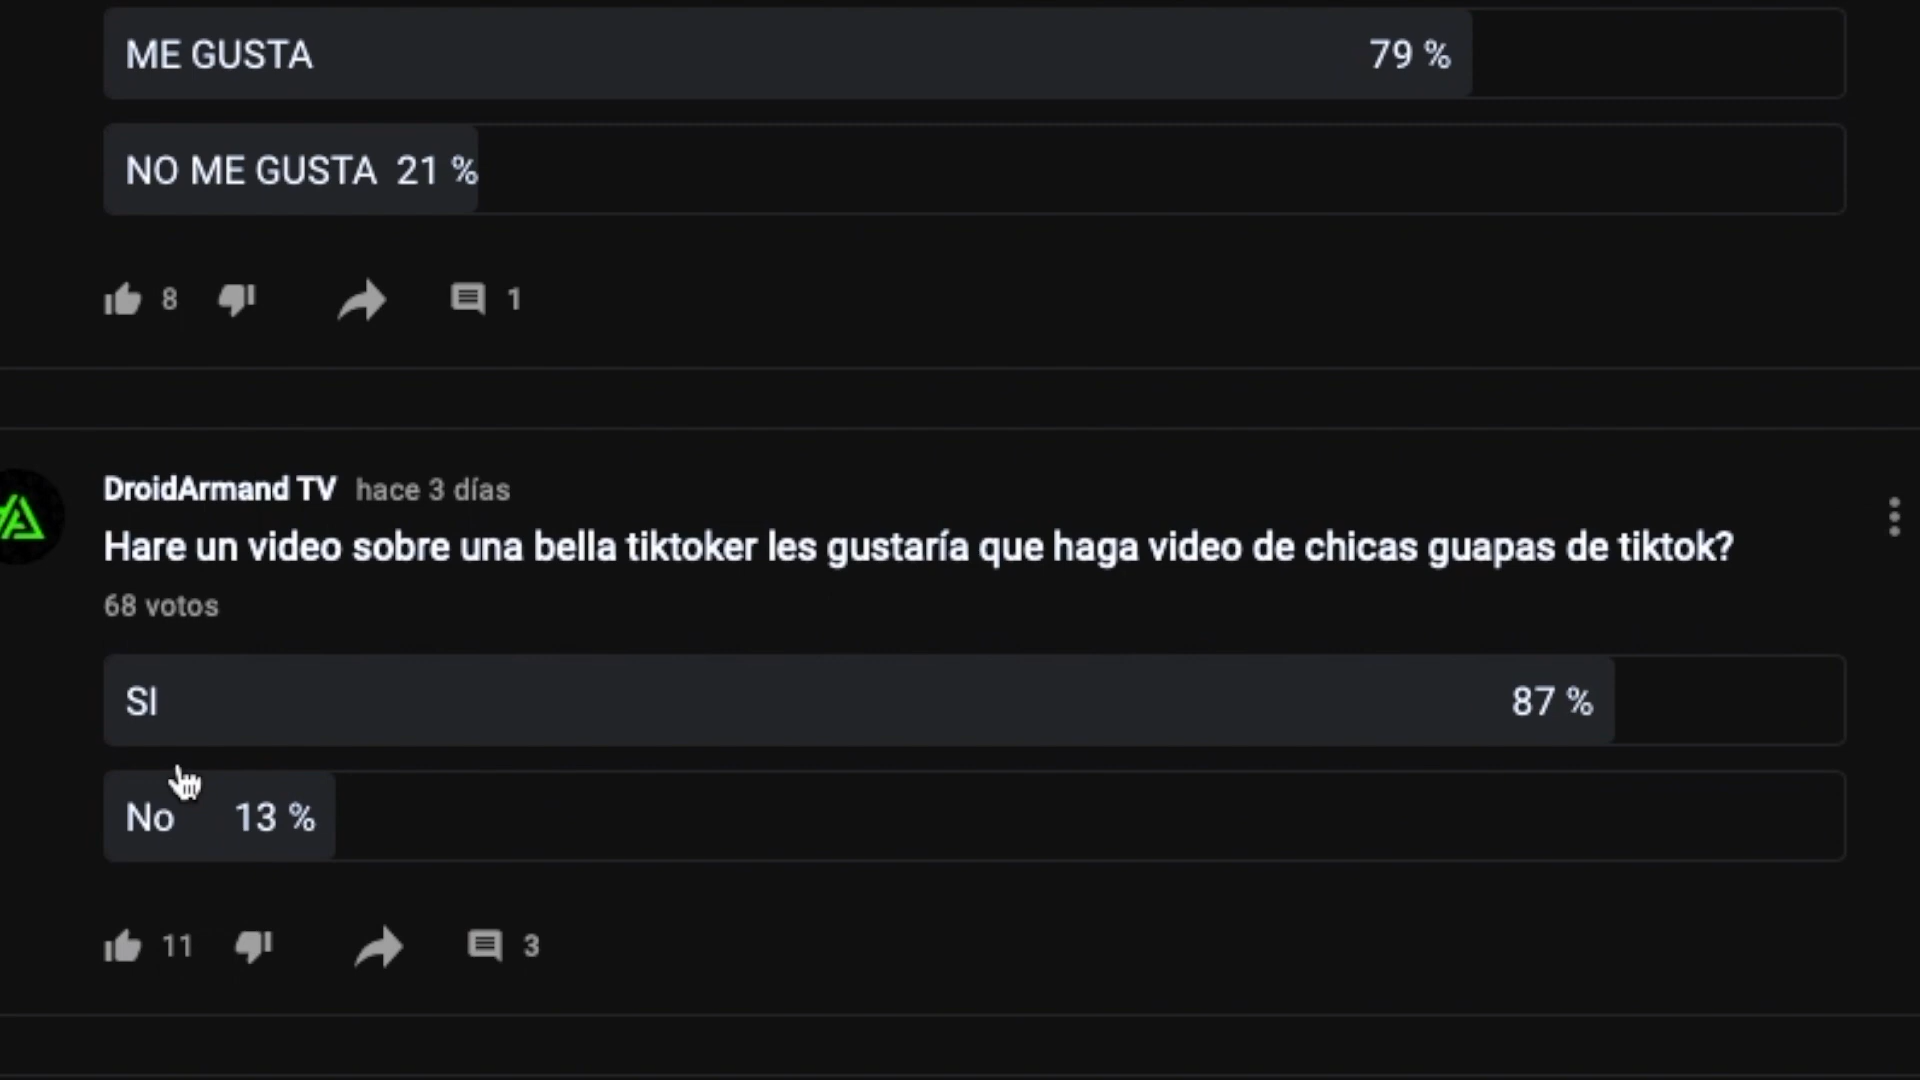 ME GUSTA 79 %
NO ME GUSTA 21 %
8 1
DroidArmand TV hace 3 días
Hare un video sobre una bella tiktoker les gustaría que haga video de chicas guapas de tiktok?
68 votos
SI 87 %
No 13 %
11 3